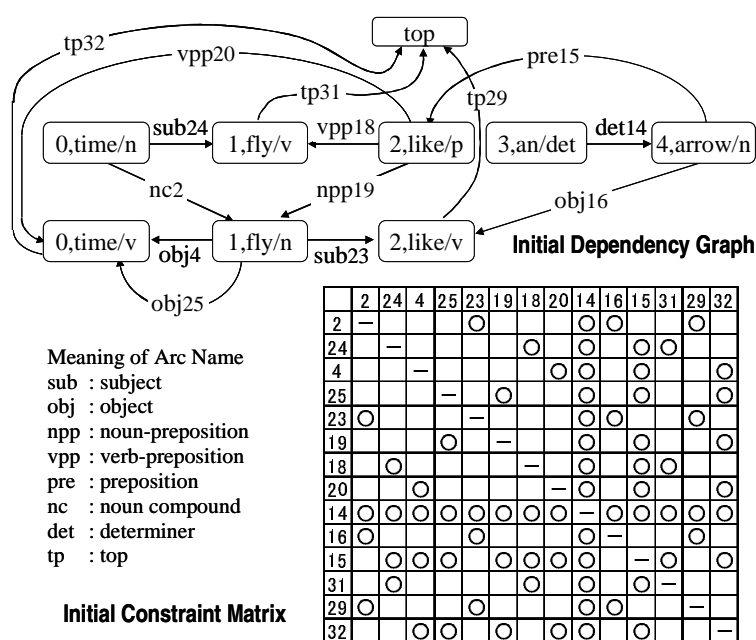 top
tp32
vpp20
pre15
tp31
tp29
sub24
vpp18
det14
0,time/n
1,fly/v
2,like/p
3,an/det
4,arrow/n
nc2
npp19
obj16
0,time/v
1,fly/n
2,like/v
obj4
sub23
Initial Dependency Graph
obj25
Meaning of Arc Name
sub : subject
obj : object
npp : noun-preposition
vpp : verb-preposition
pre : preposition
nc : noun compound
det : determiner
tp : top
Initial Constraint Matrix
2 24 4 25 23 19 18 20 14 16 15 31 29 32
2 — ○ ○ ○ ○
24 — ○ ○ ○ ○
4 — ○ ○ ○ ○
25 — ○ ○ ○ ○
23 ○ — ○ ○ ○
19 ○ — ○ ○ ○
18 ○ — ○ ○ ○
20 ○ — ○ ○ ○
14 ○ ○ ○ ○ ○ ○ ○ ○ — ○ ○ ○ ○ ○
16 ○ ○ ○ — ○
15 ○ ○ ○ ○ ○ ○ ○ — ○ ○
31 ○ ○ ○ ○ —
29 ○ ○ ○ ○ —
32 ○ ○ ○ ○ ○ ○ —